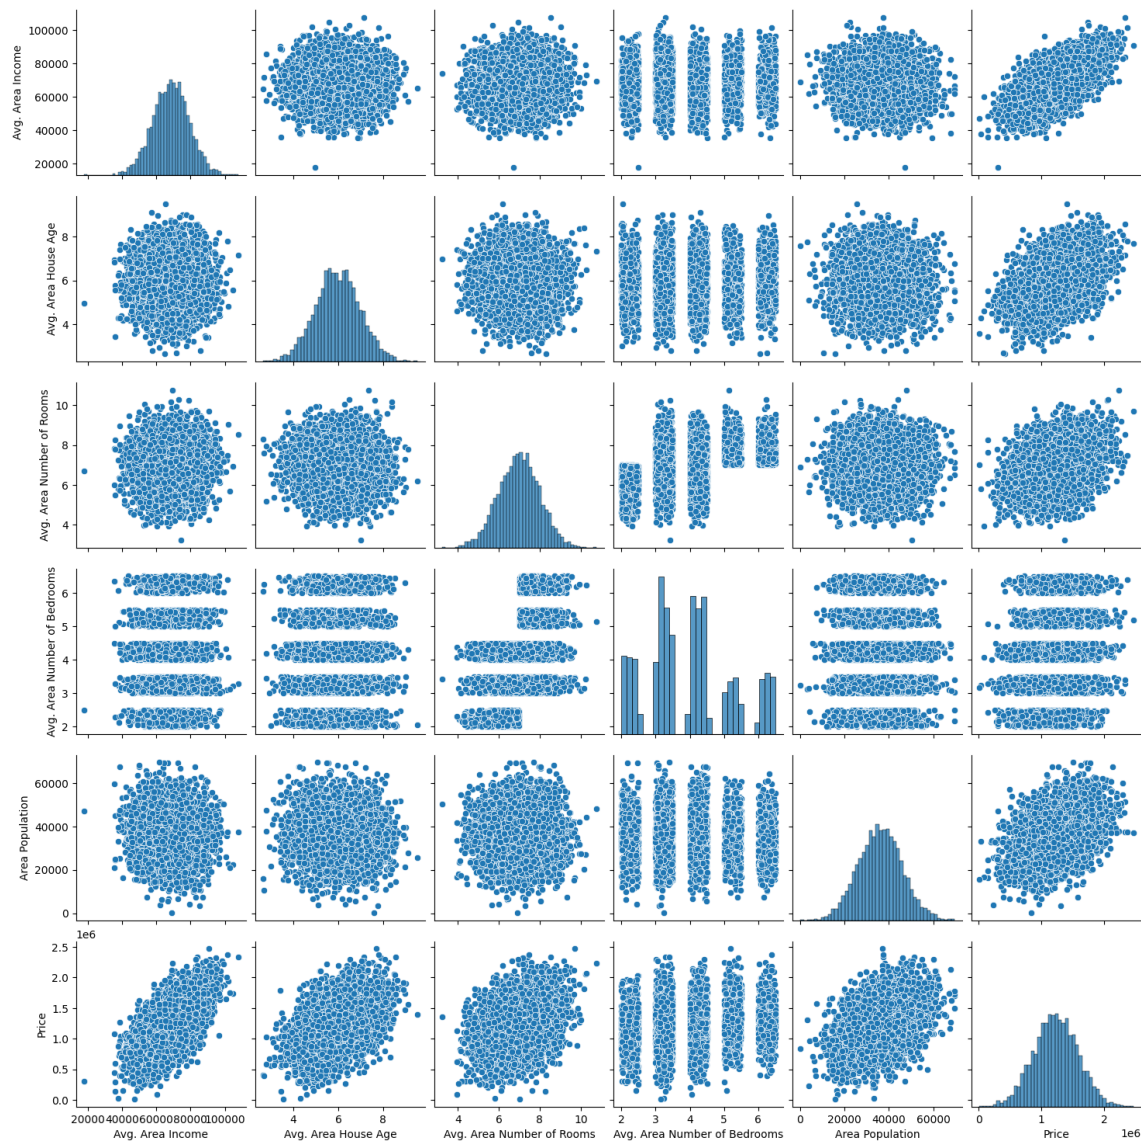 100000
80000
60000
40000
20000
Avg. Area Income
8
6
4
Avg. Area House Age
10
8
6
4
Avg. Area Number of Rooms
6
5
4
3
2
Avg. Area Number of Bedrooms
60000
40000
20000
0
Area Population
1e6
2.5
2.0
1.5
1.0
0.5
0.0
Price
20000 40000 60000 80000 100000
4 6 8
4 6 8 10
2 3 4 5 6
0 20000 40000 60000
0 1 2
1e6
Avg. Area Income
Avg. Area House Age
Avg. Area Number of Rooms
Avg. Area Number of Bedrooms
Area Population
Price